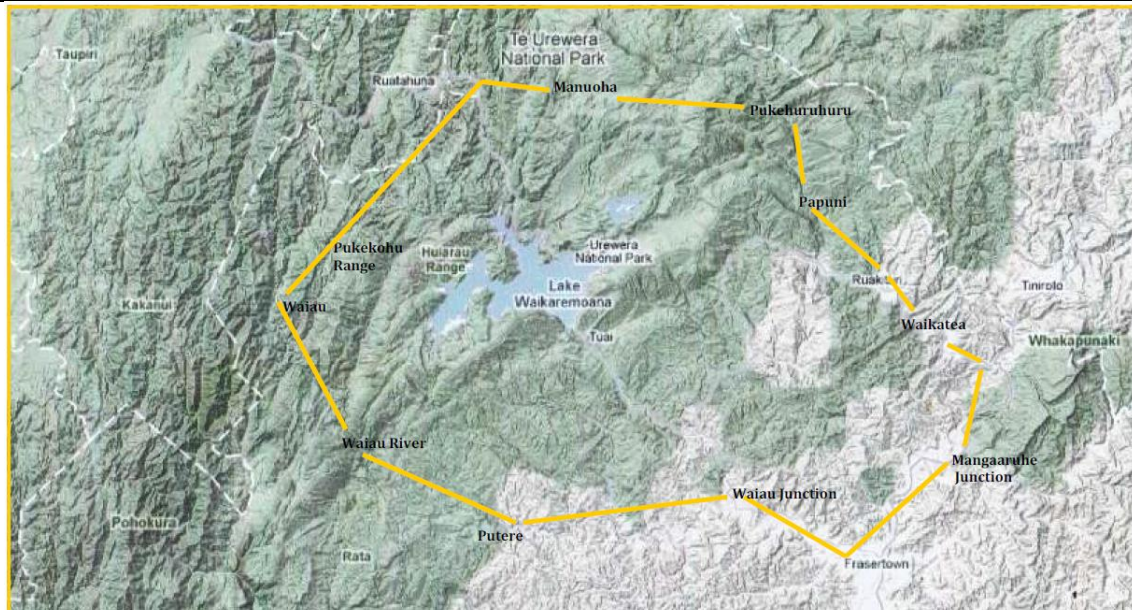 Te Urewera
National Park
Taupiri
Ruatahuna
Manuoha
Pukehuruhuru
Papuni
Pukekohu
Range
Huiarau
Range
Urewera
National Park
Lake
Waikaremoana
Tinirolo
Kakanui
Waiau
Waikatea
Tuai
Whakapunaki
Waiau River
Mangaaruhe
Junction
Waiau Junction
Pohokura
Putere
Rata
Frasertown